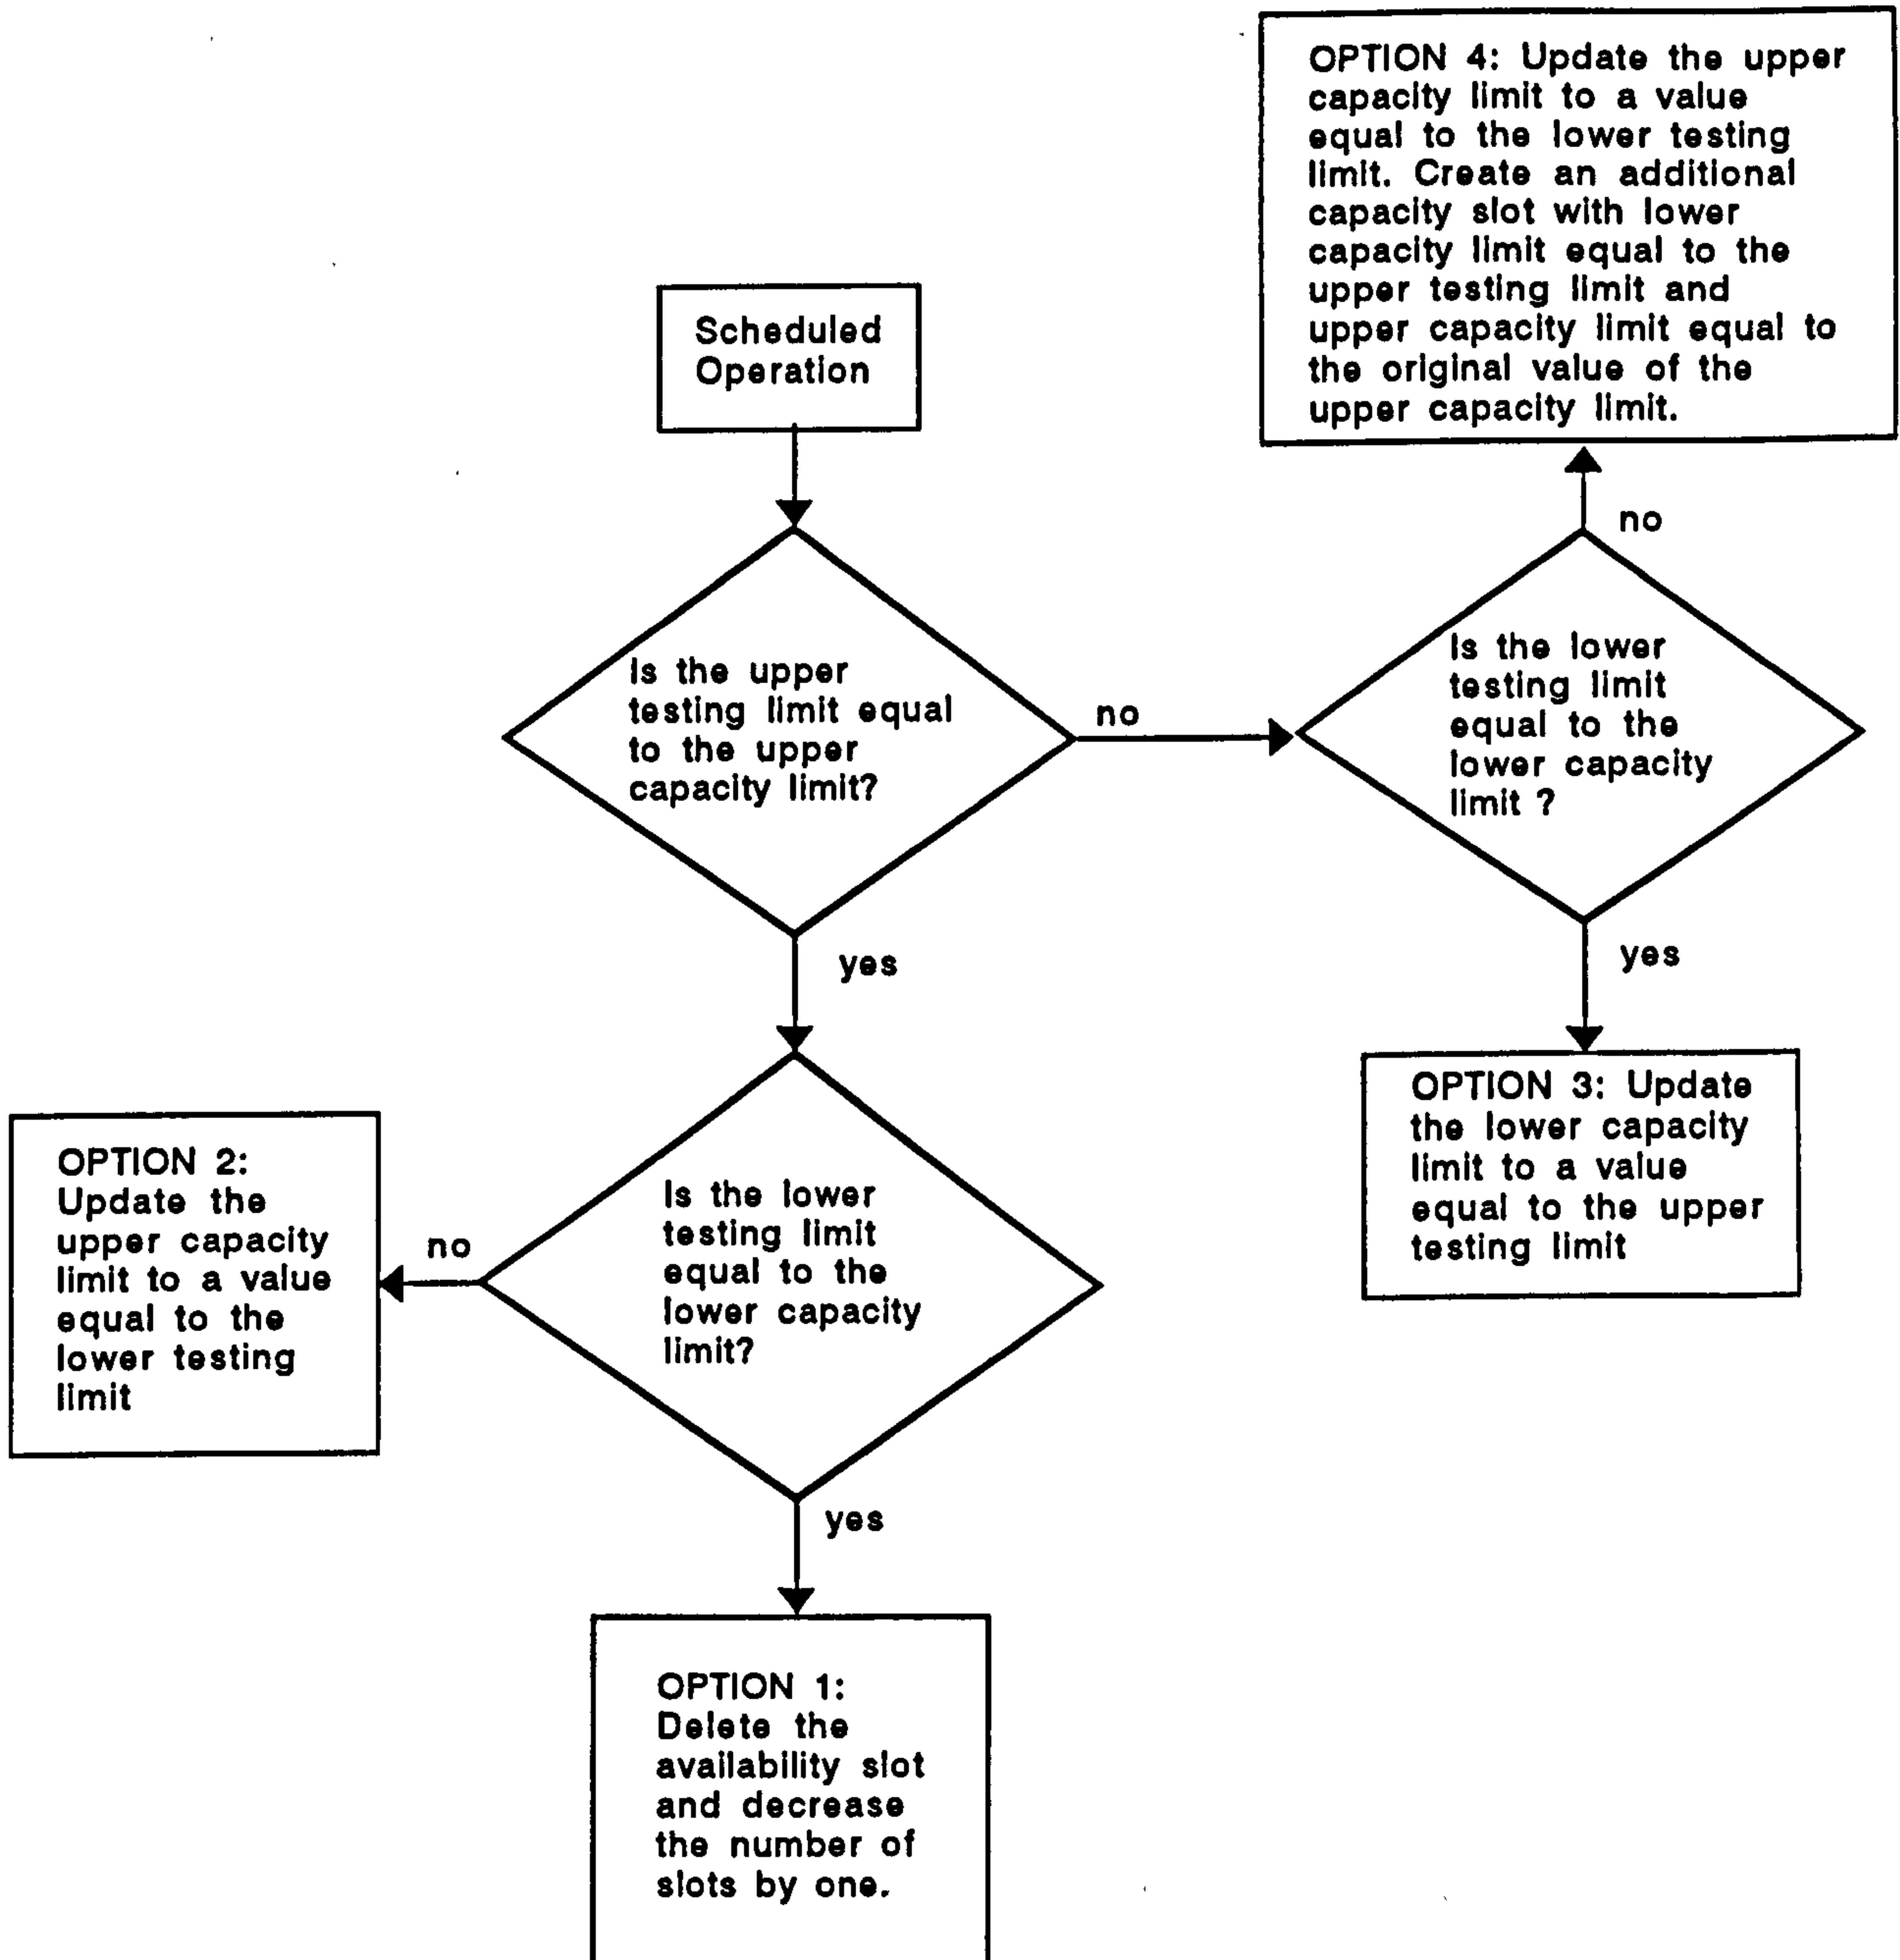 Scheduled
Operation
Is the upper
testing limit equal
to the upper
capacity limit?
no
Is the lower
testing limit
equal to the
lower capacity
limit ?
no
OPTION 4: Update the upper
capacity limit to a value
equal to the lower testing
limit. Create an additional
capacity slot with lower
capacity limit equal to the
upper testing limit and
upper capacity limit equal to
the original value of the
upper capacity limit.
yes
OPTION 3: Update
the lower capacity
limit to a value
equal to the upper
testing limit
yes
Is the lower
testing limit
equal to the
lower capacity
limit?
no
OPTION 2:
Update the
upper capacity
limit to a value
equal to the
lower testing
limit
yes
OPTION 1:
Delete the
availability slot
and decrease
the number of
slots by one.